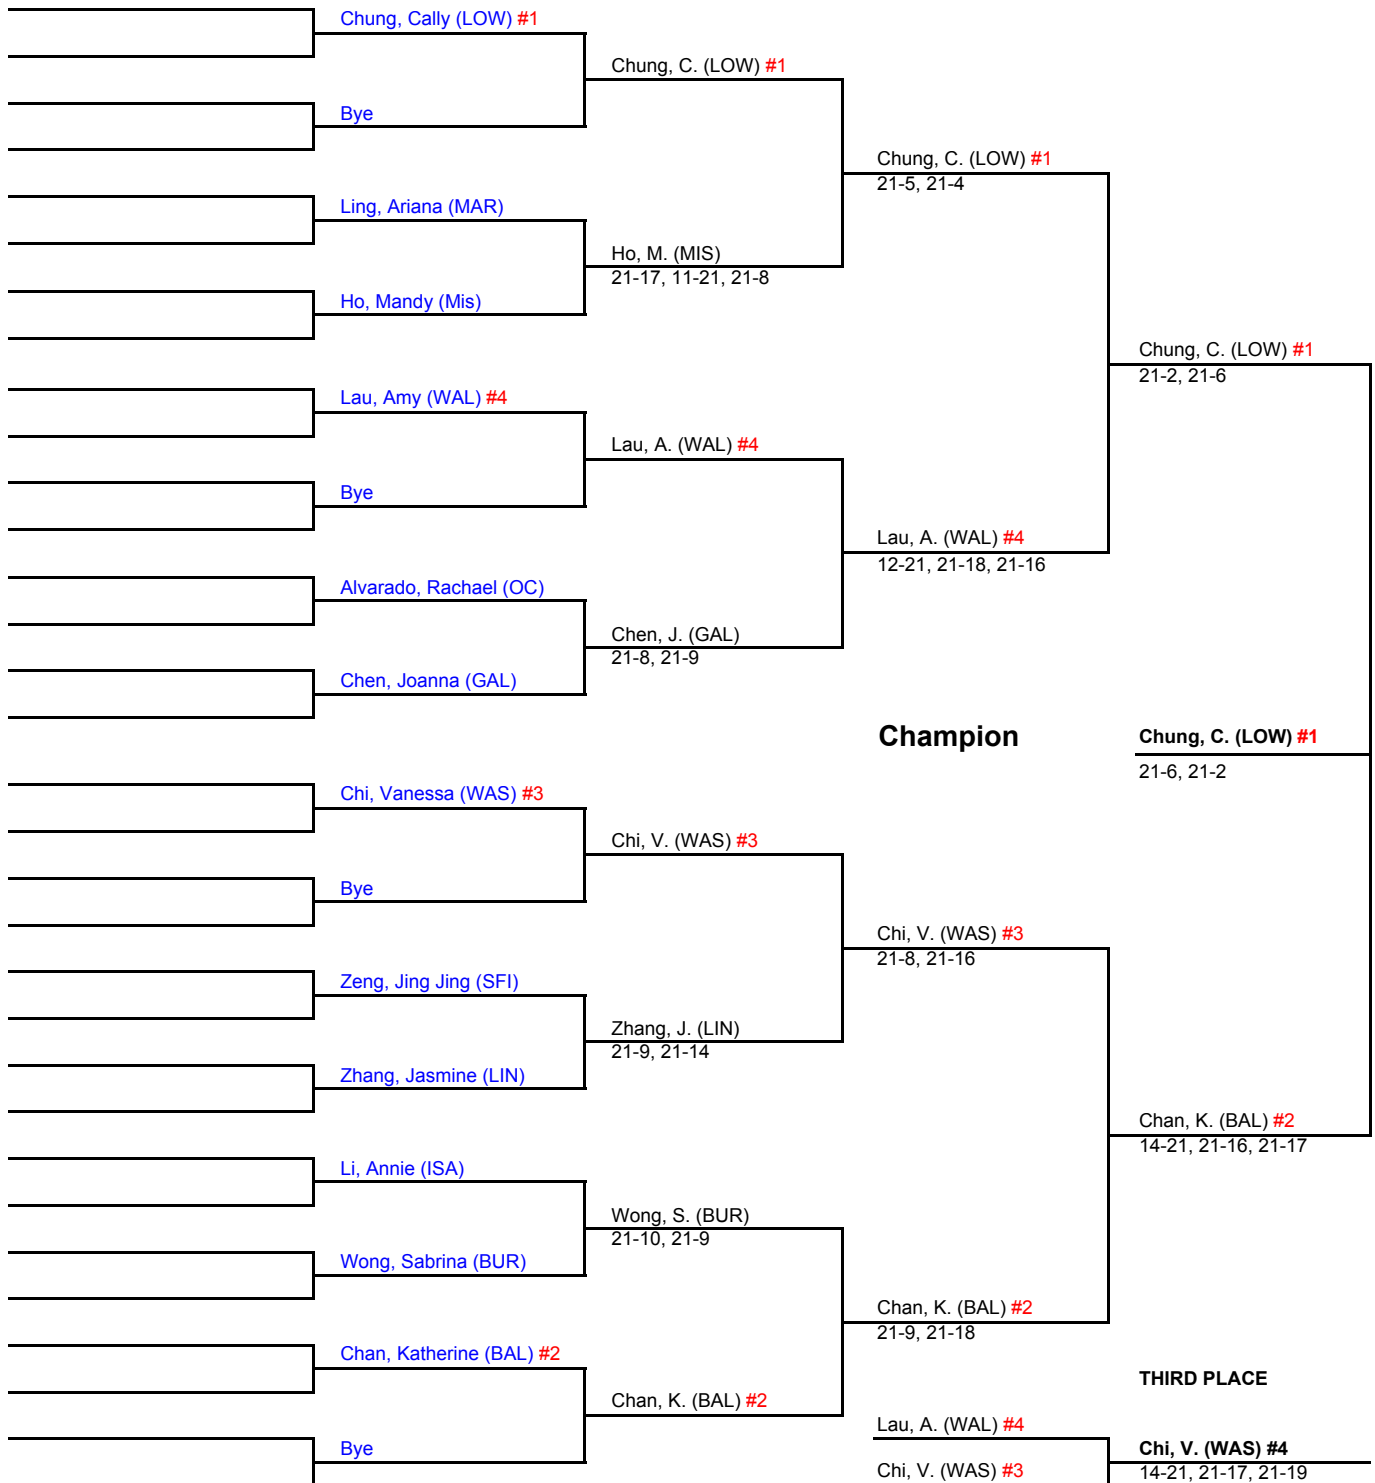 Chung, Cally (LOW) #1
Bye
Ling, Ariana (MAR)
Ho, Mandy (Mis)
Lau, Amy (WAL) #4
Bye
Alvarado, Rachael (OC)
Chen, Joanna (GAL)
Chi, Vanessa (WAS) #3
Bye
Zeng, Jing Jing (SFI)
Zhang, Jasmine (LIN)
Li, Annie (ISA)
Wong, Sabrina (BUR)
Chan, Katherine (BAL) #2
Bye
Chung, C. (LOW) #1
Ho, M. (MIS)
21-17, 11-21, 21-8
Lau, A. (WAL) #4
Chen, J. (GAL)
21-8, 21-9
Chi, V. (WAS) #3
Zhang, J. (LIN)
21-9, 21-14
Wong, S. (BUR)
21-10, 21-9
Chan, K. (BAL) #2
Chung, C. (LOW) #1
21-5, 21-4
Lau, A. (WAL) #4
12-21, 21-18, 21-16
Chi, V. (WAS) #3
21-8, 21-16
Chan, K. (BAL) #2
21-9, 21-18
Chung, C. (LOW) #1
21-2, 21-6
Chan, K. (BAL) #2
14-21, 21-16, 21-17
Champion
Chung, C. (LOW) #1
21-6, 21-2
THIRD PLACE
Lau, A. (WAL) #4
Chi, V. (WAS) #3
Chi, V. (WAS) #4
14-21, 21-17, 21-19